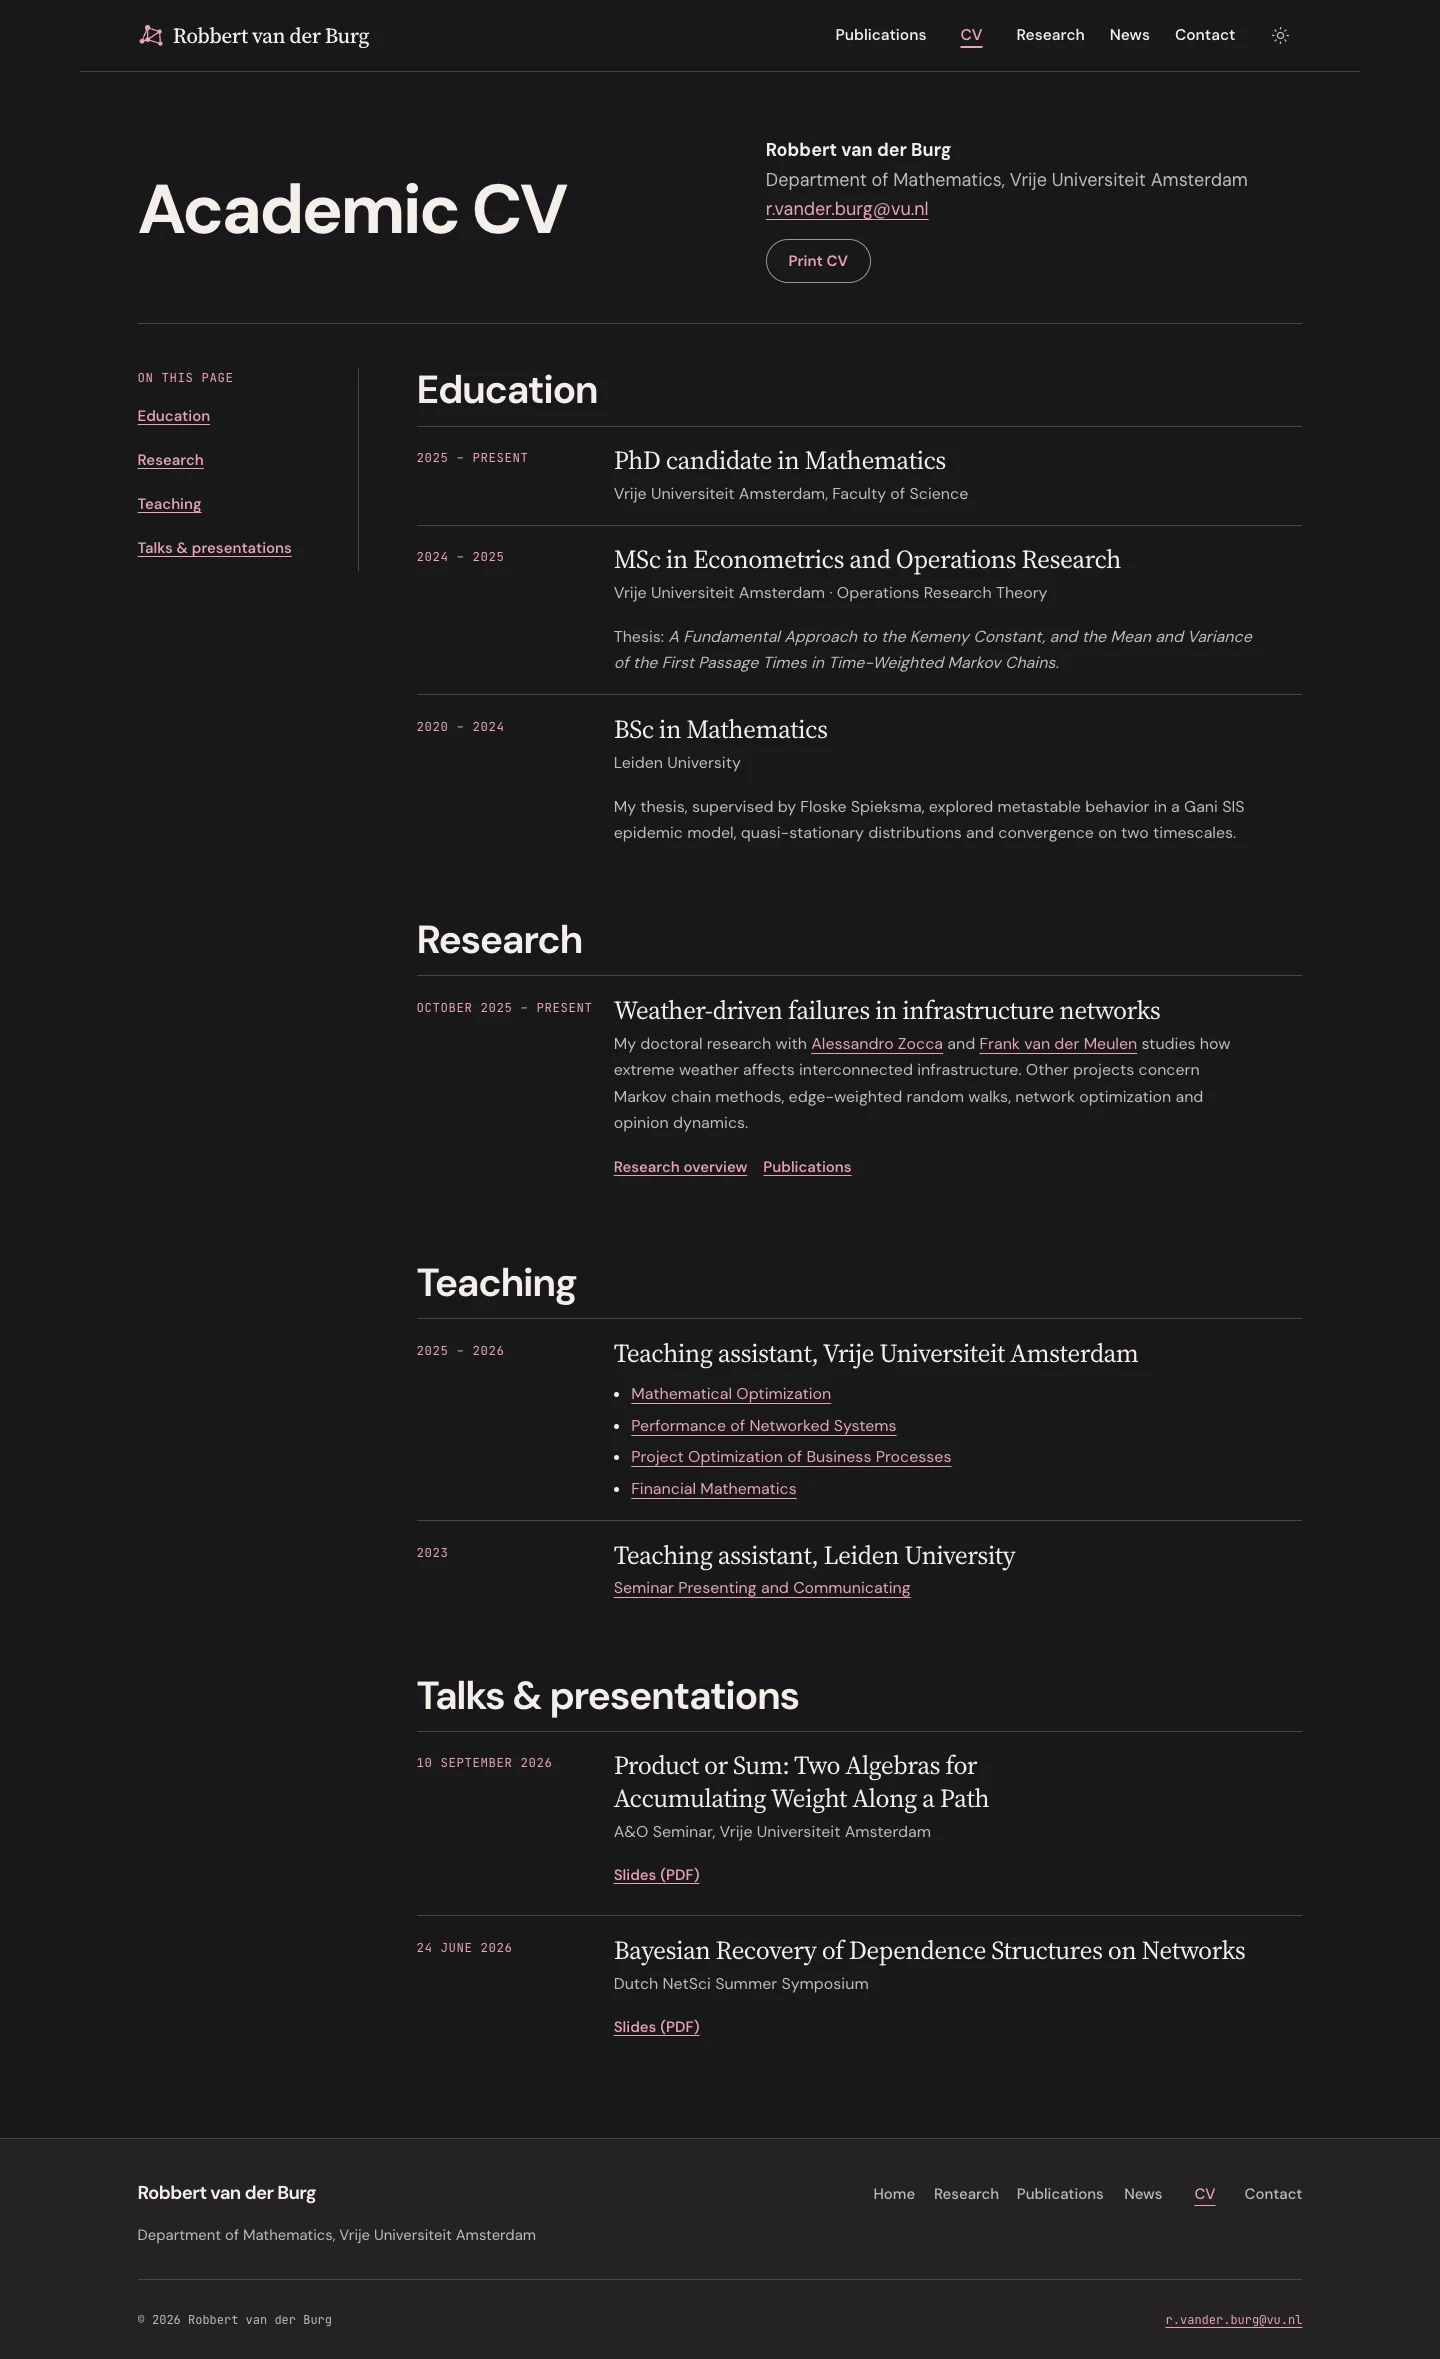 Robbert van der Burg
Publications CV Research News Contact
Academic CV
Robbert van der Burg
Department of Mathematics, Vrije Universiteit Amsterdam
r.vander.burg@vu.nl
Print CV
ON THIS PAGE
Education
Research
Teaching
Talks & presentations
Education
2025 – PRESENT
PhD candidate in Mathematics
Vrije Universiteit Amsterdam, Faculty of Science
2024 – 2025
MSc in Econometrics and Operations Research
Vrije Universiteit Amsterdam · Operations Research Theory
Thesis: A Fundamental Approach to the Kemeny Constant, and the Mean and Variance
of the First Passage Times in Time-Weighted Markov Chains.
2020 – 2024
BSc in Mathematics
Leiden University
My thesis, supervised by Floske Spieksma, explored metastable behavior in a Gani SIS
epidemic model, quasi-stationary distributions and convergence on two timescales.
Research
OCTOBER 2025 – PRESENT
Weather-driven failures in infrastructure networks
My doctoral research with Alessandro Zocca and Frank van der Meulen studies how
extreme weather affects interconnected infrastructure. Other projects concern
Markov chain methods, edge-weighted random walks, network optimization and
opinion dynamics.
Research overview Publications
Teaching
2025 – 2026
Teaching assistant, Vrije Universiteit Amsterdam
• Mathematical Optimization
• Performance of Networked Systems
• Project Optimization of Business Processes
• Financial Mathematics
2023
Teaching assistant, Leiden University
Seminar Presenting and Communicating
Talks & presentations
10 SEPTEMBER 2026
Product or Sum: Two Algebras for
Accumulating Weight Along a Path
A&O Seminar, Vrije Universiteit Amsterdam
Slides (PDF)
24 JUNE 2026
Bayesian Recovery of Dependence Structures on Networks
Dutch NetSci Summer Symposium
Slides (PDF)
Robbert van der Burg
Home Research Publications News CV Contact
Department of Mathematics, Vrije Universiteit Amsterdam
© 2026 Robbert van der Burg
r.vander.burg@vu.nl